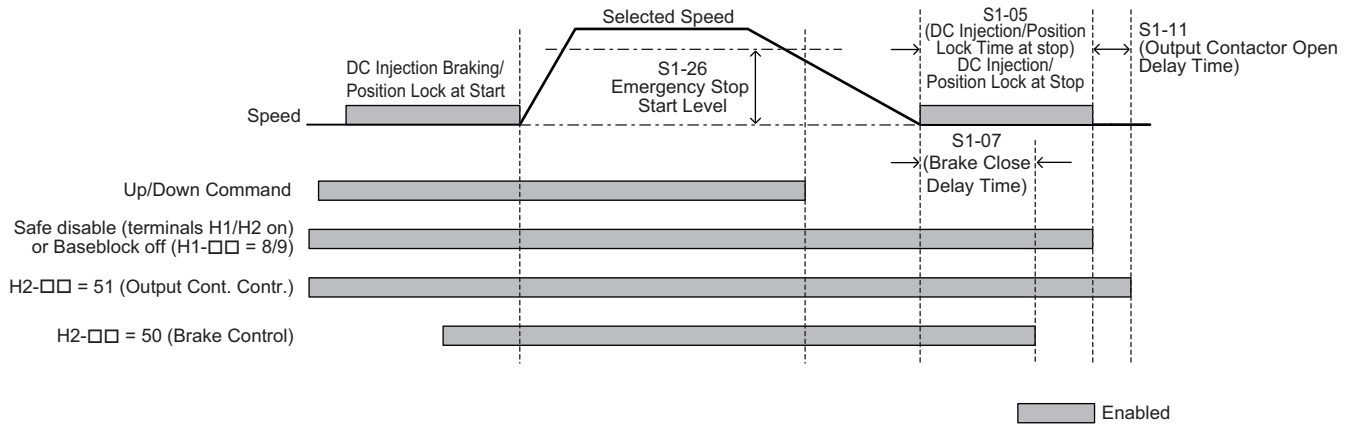 Selected Speed
S1-05
(DC Injection/Position
Lock Time at stop)
DC Injection/
Position Lock at Stop
S1-11
(Output Contactor Open
Delay Time)
DC Injection Braking/
Position Lock at Start
S1-26
Emergency Stop
Start Level
Speed
S1-07
(Brake Close
Delay Time)
Up/Down Command
Safe disable (terminals H1/H2 on)
or Baseblock off (H1-□□ = 8/9)
H2-□□ = 51 (Output Cont. Contr.)
H2-□□ = 50 (Brake Control)
Enabled